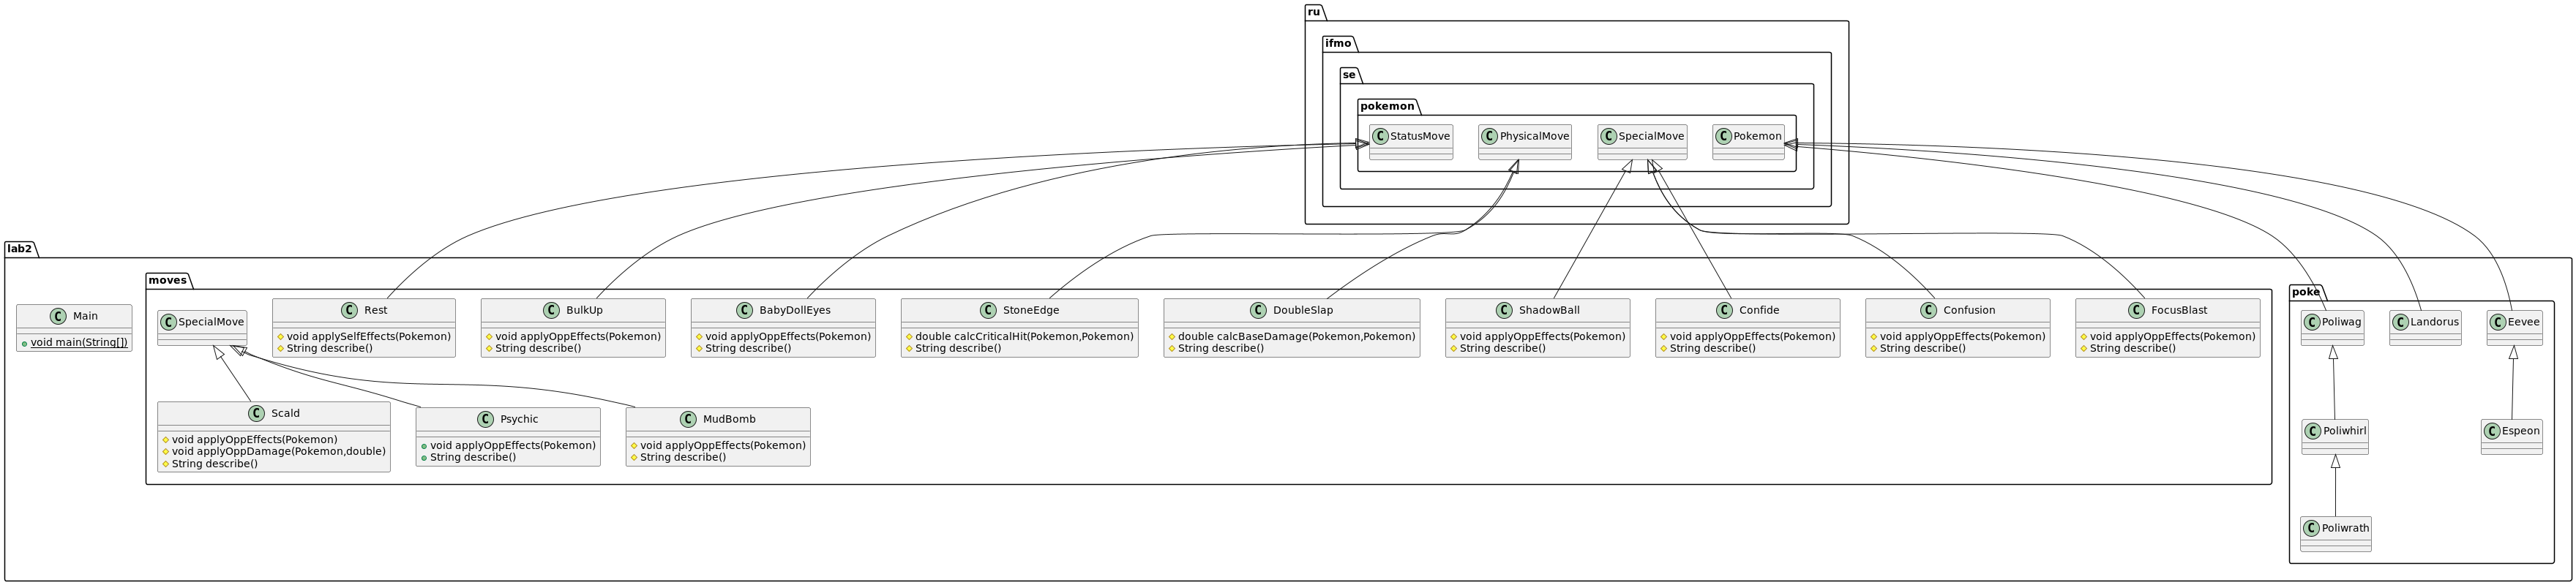 ru
ifmo
se
pokemon
C StatusMove
C PhysicalMove
C SpecialMove
C Pokemon
lab2
C Main
void main(String[])
moves
C SpecialMove
C Rest
void applySelfEffects(Pokemon)
String describe()
C BulkUp
void applyOppEffects(Pokemon)
String describe()
C BabyDollEyes
void applyOppEffects(Pokemon)
String describe()
C StoneEdge
double calcCriticalHit(Pokemon,Pokemon)
String describe()
C DoubleSlap
double calcBaseDamage(Pokemon,Pokemon)
String describe()
C ShadowBall
void applyOppEffects(Pokemon)
String describe()
C Confide
void applyOppEffects(Pokemon)
String describe()
C Confusion
void applyOppEffects(Pokemon)
String describe()
C FocusBlast
void applyOppEffects(Pokemon)
String describe()
C Scald
void applyOppEffects(Pokemon)
void applyOppDamage(Pokemon,double)
String describe()
C Psychic
void applyOppEffects(Pokemon)
String describe()
C MudBomb
void applyOppEffects(Pokemon)
String describe()
poke
C Poliwag
C Landorus
C Eevee
C Poliwhirl
C Espeon
C Poliwrath